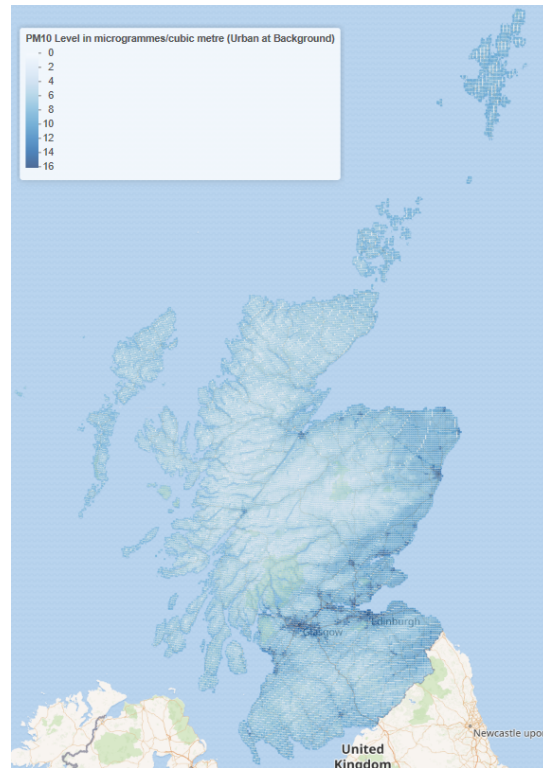 PM10 Level in microgrammes/cubic metre (Urban at Background)
0
2
4
6
8
10
12
14
16
Edinburgh
Glasgow
Newcastle upo
United
Kingdom